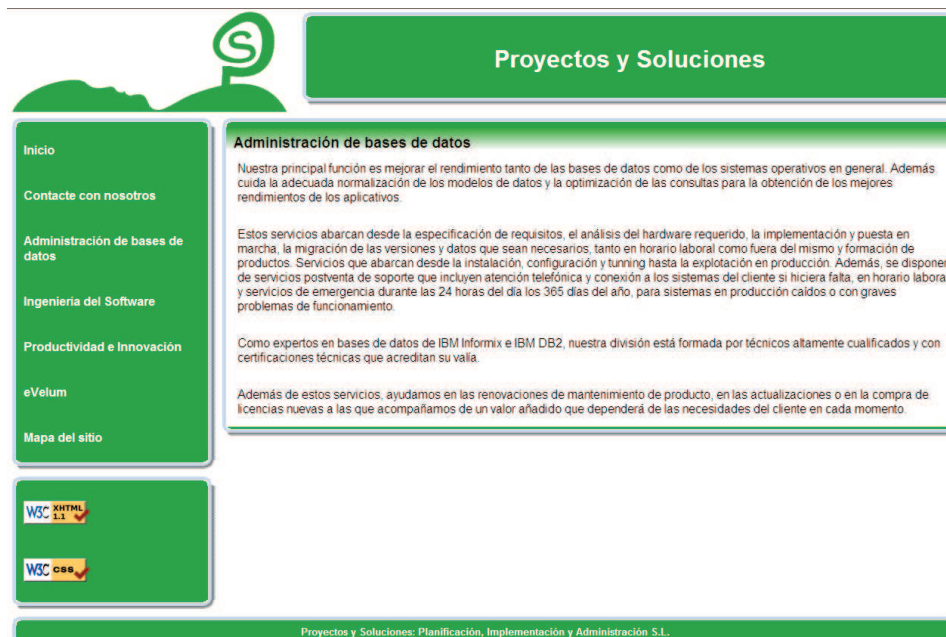 S
Proyectos y Soluciones
Inicio
Contacte con nosotros
Administración de bases de
datos
Ingeniería del Software
Productividad e Innovación
eVelum
Mapa del sitio
Administración de bases de datos
Nuestra principal función es mejorar el rendimiento tanto de las bases de datos como de los sistemas operativos en general. Además
cuida la adecuada normalización de los modelos de datos y la optimización de las consultas para la obtención de los mejores
rendimientos de los aplicativos.
Estos servicios abarcan desde la especificación de requisitos, el análisis del hardware requerido, la implementación y puesta en
marcha, la migración de las versiones y datos que sean necesarios, tanto en horario laboral como fuera del mismo y formación de
productos. Servicios que abarcan desde la instalación, configuración y tunning hasta la explotación en producción. Además, se disponen
de servicios postventa de soporte que incluyen atención telefónica y conexión a los sistemas del cliente si hiciera falta, en horario labora
y servicios de emergencia durante las 24 horas del día los 365 días del año, para sistemas en producción caídos o con graves
problemas de funcionamiento.
Como expertos en bases de datos de IBM Informix e IBM DB2, nuestra división está formada por técnicos altamente cualificados y con
certificaciones técnicas que acreditan su valía.
Además de estos servicios, ayudamos en las renovaciones de mantenimiento de producto, en las actualizaciones o en la compra de
licencias nuevas a las que acompañamos de un valor añadido que dependerá de las necesidades del cliente en cada momento.
W3C XHTML 1.1
W3C css
Proyectos y Soluciones: Planificación, Implementación y Administración S.L.